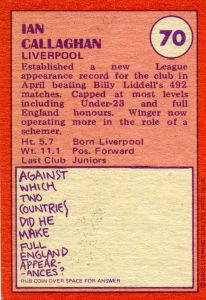 IAN
CALLAGHAN
LIVERPOOL
70
Established a new League
appearance record for the club in
April beating Billy Liddell's 492
matches. Capped at most levels
including Under-23 and full
England honours. Winger now
operating more in the role of a
schemer.
Ht. 5.7 Born Liverpool
Wt. 11.1 Pos. Forward
Last Club Juniors
AGAINST
WHICH
TWO
COUNTRIES
DID HE
MAKE
FULL
ENGLAND
APPEAR-
ANCES?
RUB COIN OVER SPACE FOR ANSWER